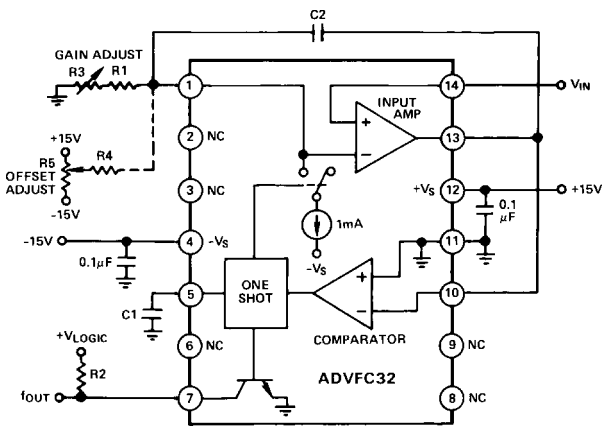 C2
GAIN ADJUST
R3 R1
1
14
VIN
INPUT
AMP
+
−
13
2 NC
+15V
R5
OFFSET
ADJUST
R4
−15V
3 NC
+VS 12
+15V
0.1
µF
1mA
−VS
−15V
4 −VS
0.1µF
11
5
C1
ONE
SHOT
+
−
COMPARATOR
10
6 NC
9 NC
+VLOGIC
R2
ADVFC32
fOUT
7
8 NC